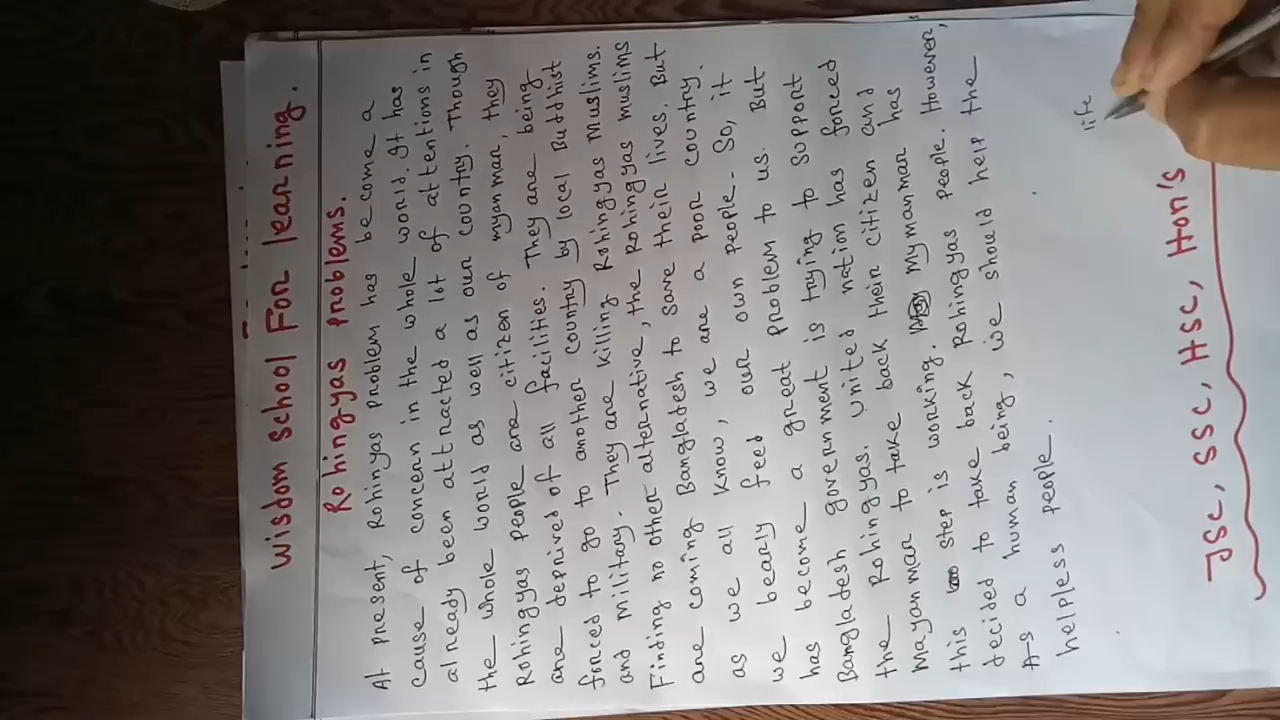 Wisdom school For learning.
Rohingyas problems.
At present, Rohinyas problem has become a
cause of concern in the whole world. It has
already been attracted a lot of attentions in
the whole world as well as own country. Though
Rohingyas people are citizen of myanmar, they
are deprived of all facilities. They are being
forced to go to another country by local Buddhist
and military. They are killing Rohingyas Muslims.
Finding no other alternative, the Rohingyas muslims
are coming Bangladesh to save their lives. But
as we all know, we are a poor country.
we bearly feed our own people. So, it
has become a great problem to us. But
Bangladesh government is trying to support
the Rohingyas. United nation has forced
Mayanmar to take back their citizen and
this step is working. Mymanmar has
decided to take back Rohingyas people. However,
As a human being, we should help the
helpless people.
life
JSC, SSC, HSC, Hon's